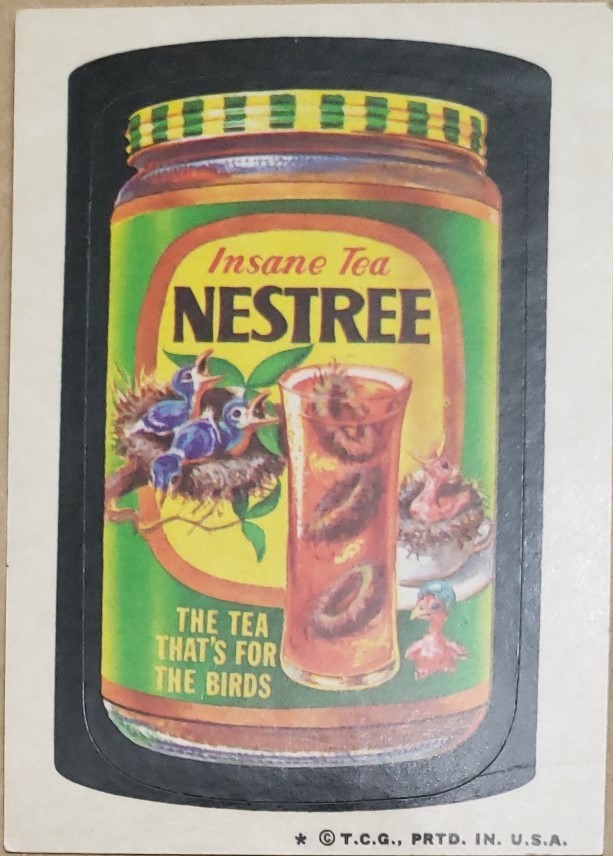 Insane Tea
NESTREE
THE TEA
THAT'S FOR
THE BIRDS
* © T.C.G., PRTD. IN. U.S.A.